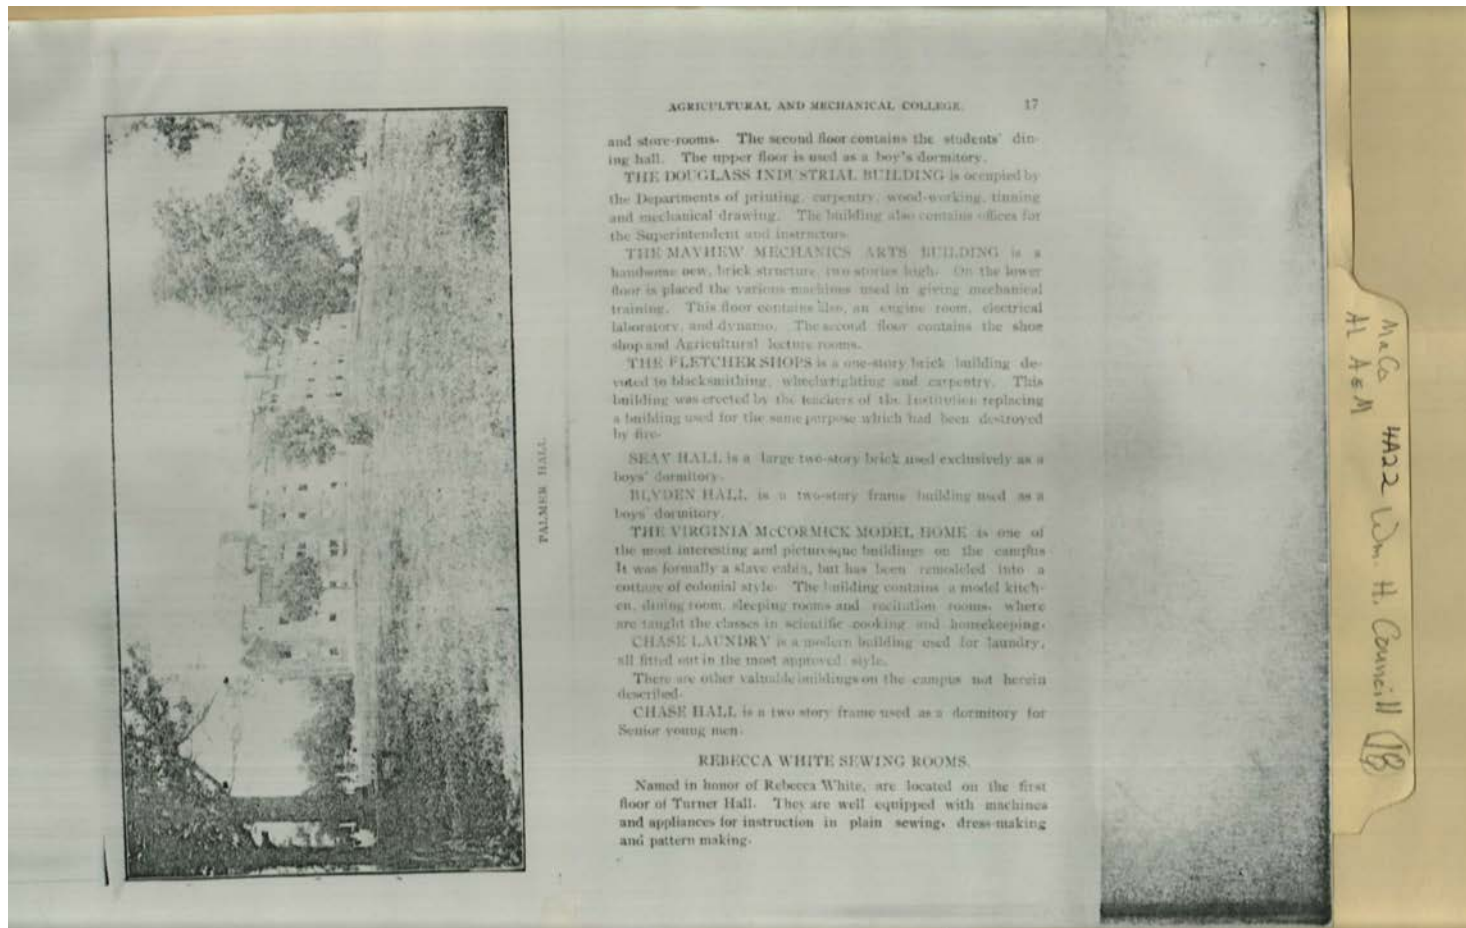 PALMER HALL
AGRICULTURAL AND MECHANICAL COLLEGE. 17
and store-rooms. The second floor contains the students' din-
ing hall. The upper floor is used as a boy's dormitory.
THE DOUGLASS INDUSTRIAL BUILDING is occupied by
the Departments of printing, carpentry, wood-working, tinning
and mechanical drawing. The building also contains offices for
the Superintendent and instructors.
THE MAYHEW MECHANICS ARTS BUILDING is a
handsome new, brick structure, two stories high. On the lower
floor is placed the various machines used in giving mechanical
training. This floor contains also, an engine room, electrical
laboratory, and dynamo. The second floor contains the shoe
shop and Agricultural lecture rooms.
THE FLETCHER SHOPS is a one-story brick building de-
voted to blacksmithing, wheelwrighting and carpentry. This
building was erected by the teachers of the Institution replacing
a building used for the same purpose which had been destroyed
by fire.
SEAY HALL is a large two-story brick used exclusively as a
boys' dormitory.
BLYDEN HALL is a two-story frame building used as a
boys' dormitory.
THE VIRGINIA McCORMICK MODEL HOME is one of
the most interesting and picturesque buildings on the campus
It was formally a slave cabin, but has been remodeled into a
cottage of colonial style. The building contains a model kitch-
en, dining room, sleeping rooms and recitation rooms, where
are taught the classes in scientific cooking and housekeeping.
CHASE LAUNDRY is a modern building used for laundry,
all fitted out in the most approved style.
There are other valuable buildings on the campus not herein
described.
CHASE HALL is a two story frame used as a dormitory for
Senior young men.
REBECCA WHITE SEWING ROOMS.
Named in honor of Rebecca White, are located on the first
floor of Turner Hall. They are well equipped with machines
and appliances for instruction in plain sewing, dress-making
and pattern making.
MaCo 4A22 Wm. H. Councill 1B
AL A&M